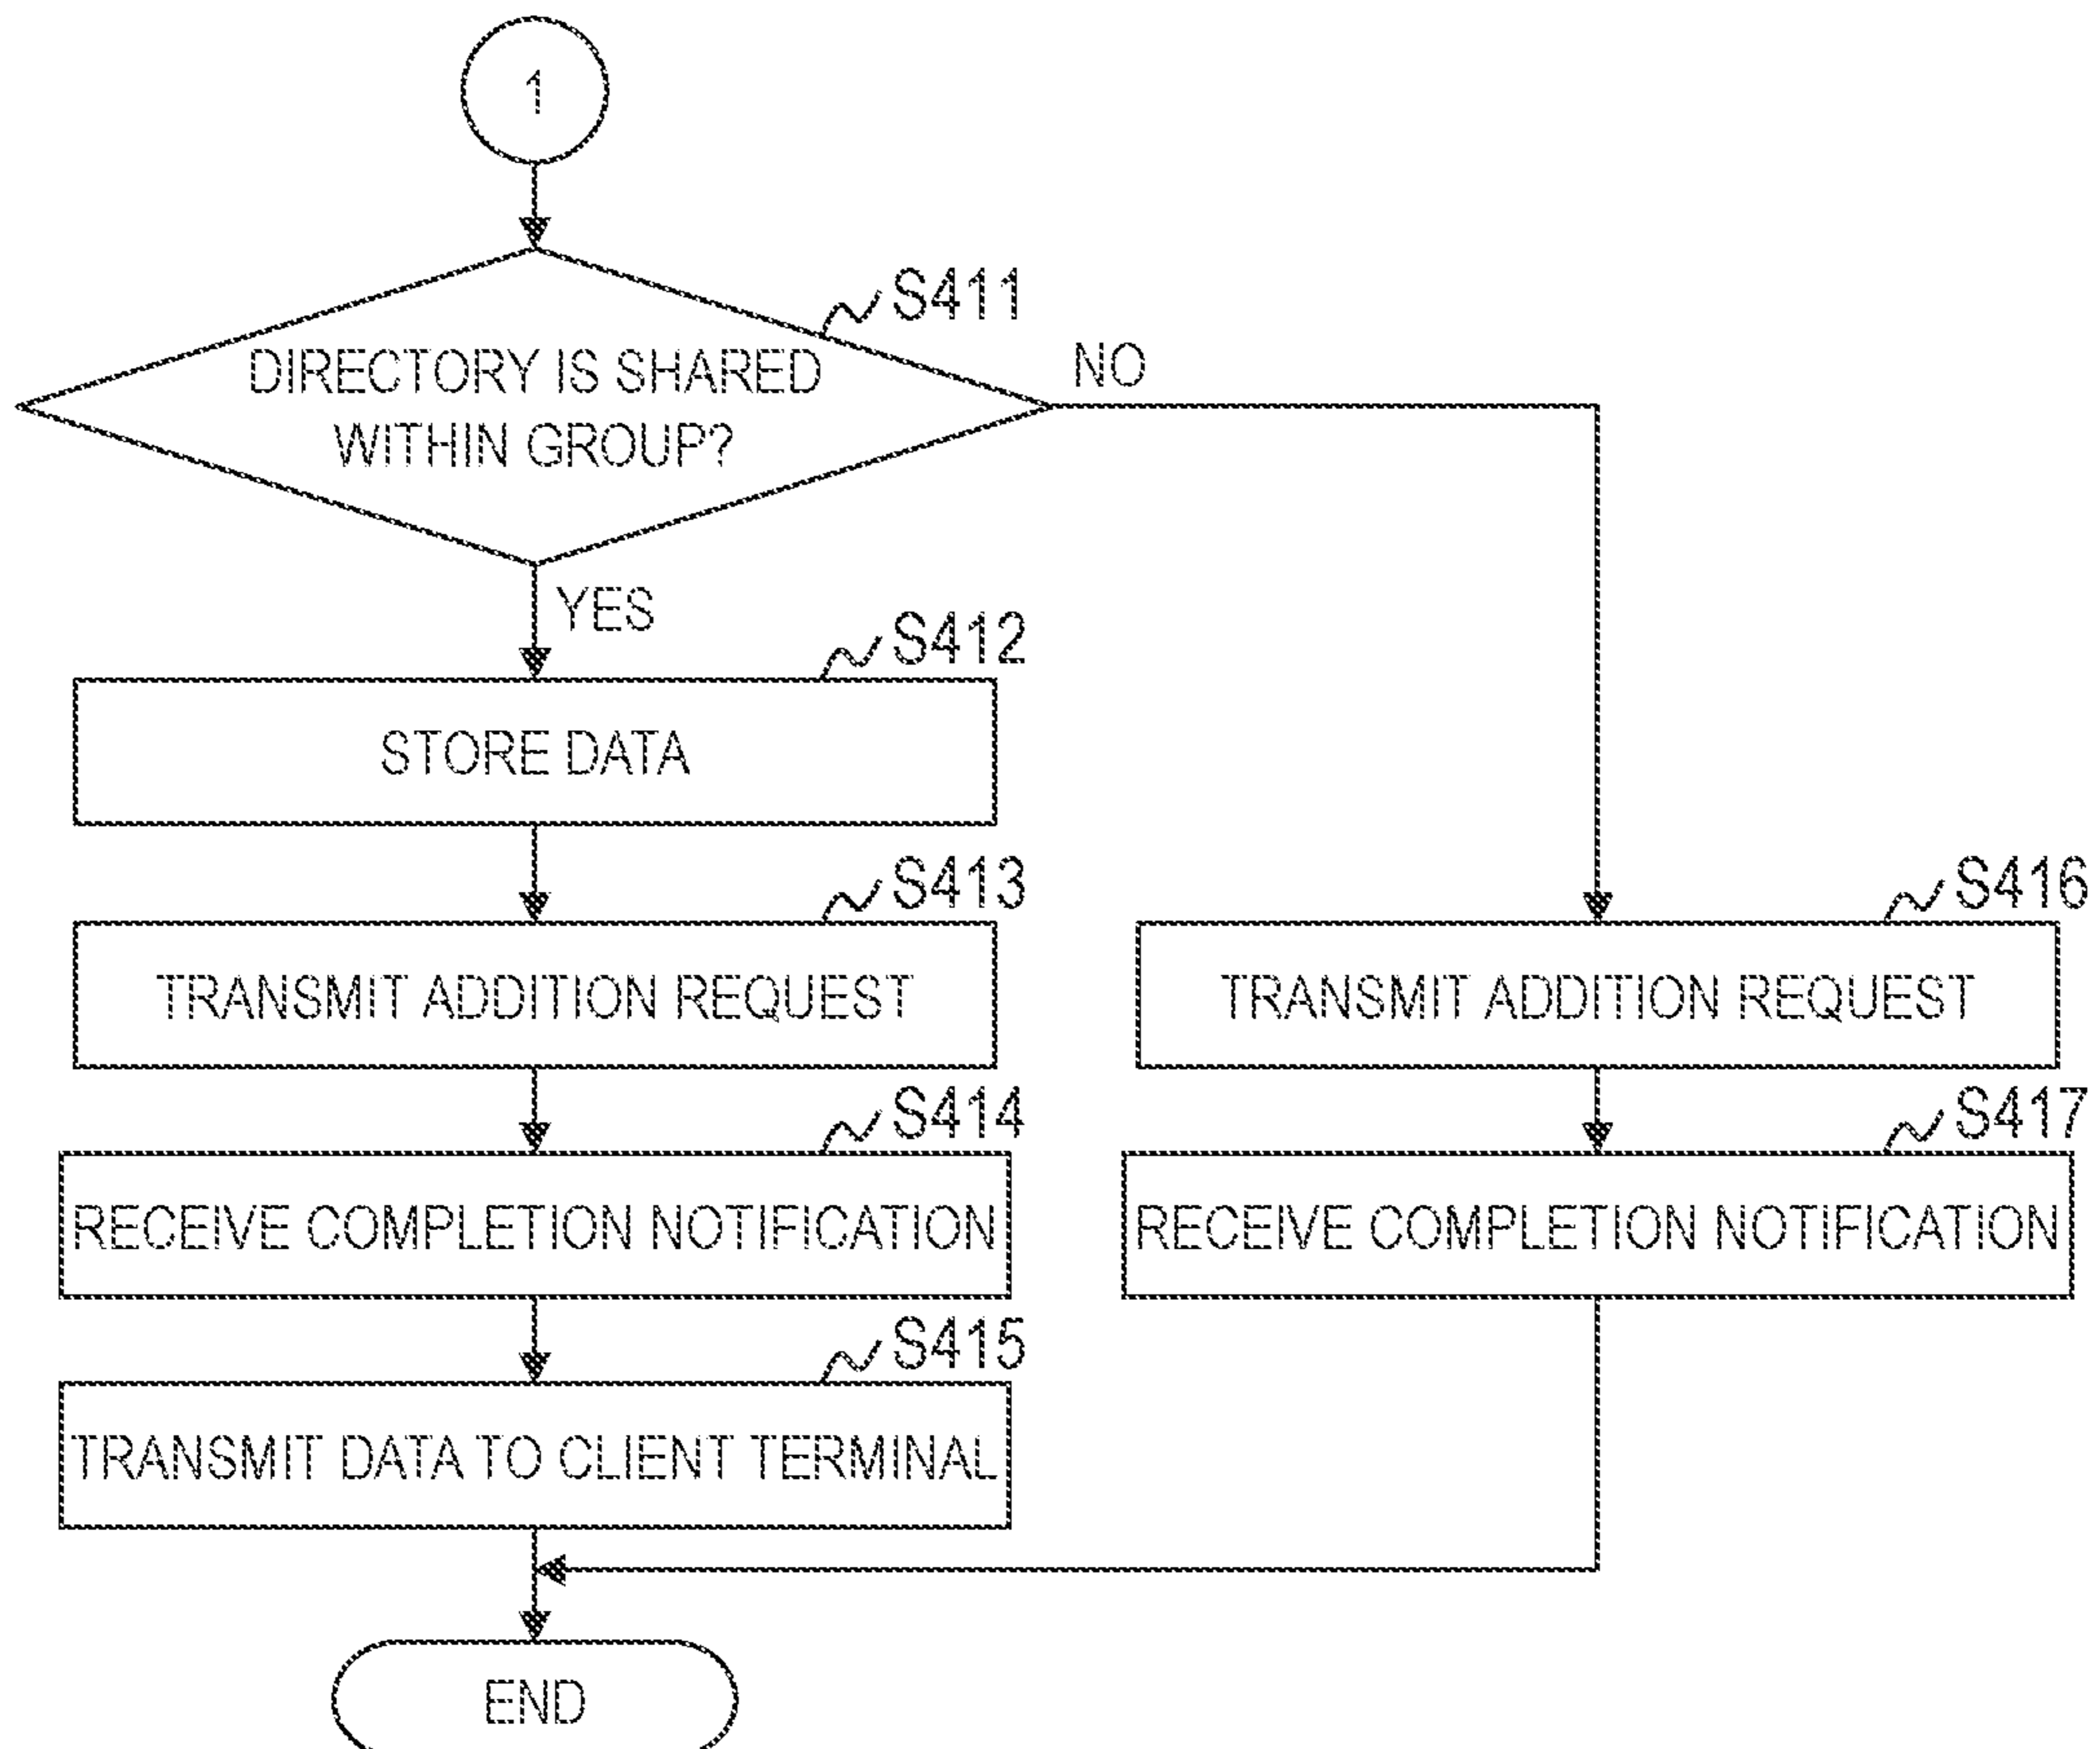 1
S411
DIRECTORY IS SHARED
WITHIN GROUP?
NO
YES
S412
STORE DATA
S413
TRANSMIT ADDITION REQUEST
S416
TRANSMIT ADDITION REQUEST
S414
RECEIVE COMPLETION NOTIFICATION
S417
RECEIVE COMPLETION NOTIFICATION
S415
TRANSMIT DATA TO CLIENT TERMINAL
END